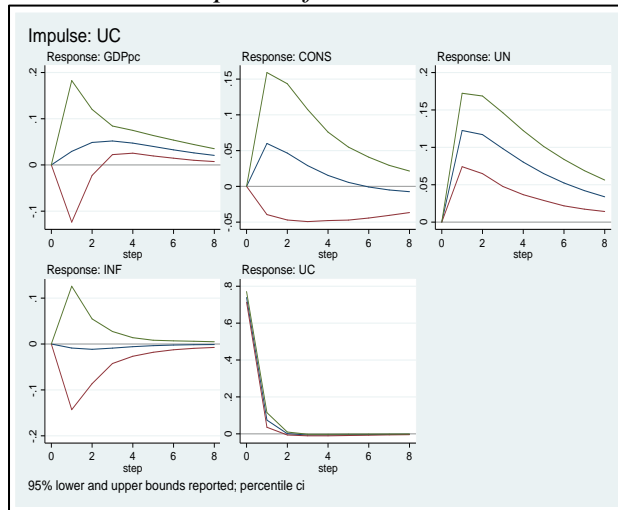 Impulse: UC
Response: GDPpc
.2
.1
0
-.1
0 2 4 6 8
step
Response: CONS
.15
.1
.05
0
-.05
0 2 4 6 8
step
Response: UN
.2
.15
.1
.05
0
0 2 4 6 8
step
Response: INF
.1
0
-.1
-.2
0 2 4 6 8
step
Response: UC
.8
.6
.4
.2
0
0 2 4 6 8
step
95% lower and upper bounds reported; percentile ci